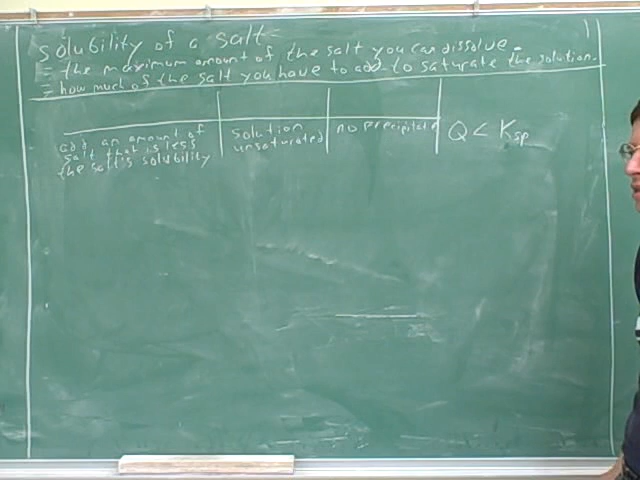 solubility of a salt =
= the maximum amount of the salt you can dissolve.
= how much of the salt you have to add to saturate the solution.
add an amount of
salt that is less
the salt's solubility
solution
unsaturated
no precipitate
Q < Ksp